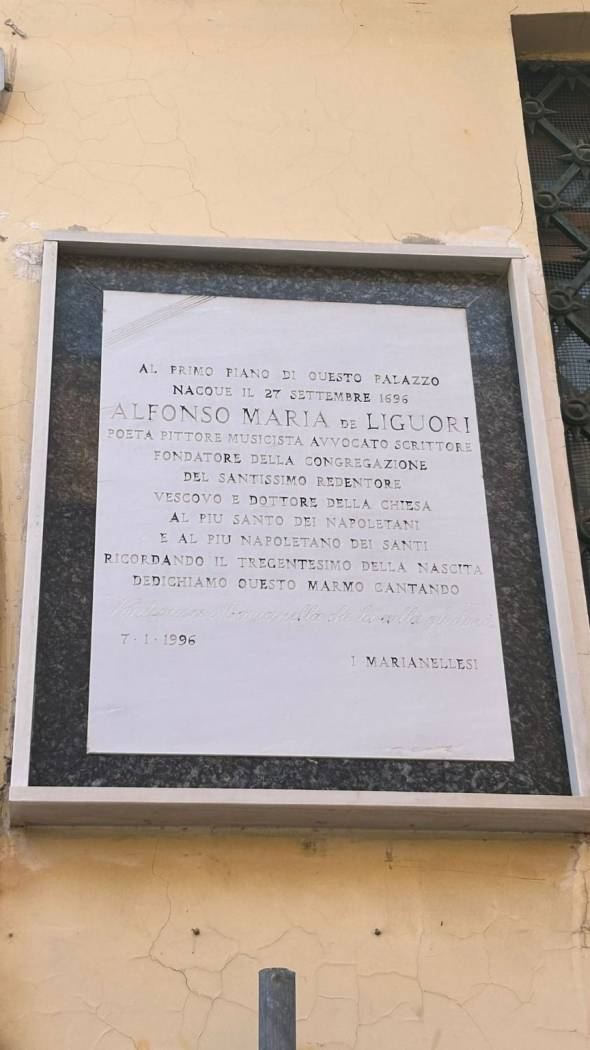 AL PRIMO PIANO DI QUESTO PALAZZO
NACQUE IL 27 SETTEMBRE 1696
ALFONSO MARIA DE LIGUORI
POETA PITTORE MUSICISTA AVVOCATO SCRITTORE
FONDATORE DELLA CONGREGAZIONE
DEL SANTISSIMO REDENTORE
VESCOVO E DOTTORE DELLA CHIESA
AL PIU SANTO DEI NAPOLETANI
E AL PIU NAPOLETANO DEI SANTI
RICORDANDO IL TREGENTESIMO DELLA NASCITA
DEDICHIAMO QUESTO MARMO CANTANDO
7·1·1996
I MARIANELLESI